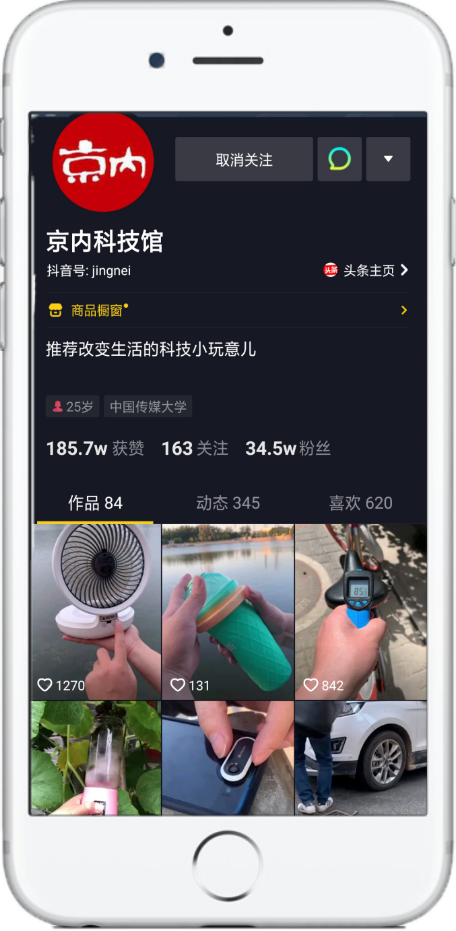 京内
取消关注
京内科技馆
抖音号: jingnei
头条 头条主页
商品橱窗
推荐改变生活的科技小玩意儿
25岁 中国传媒大学
185.7w 获赞 163 关注 34.5w 粉丝
作品 84 动态 345 喜欢 620
1270 131 842